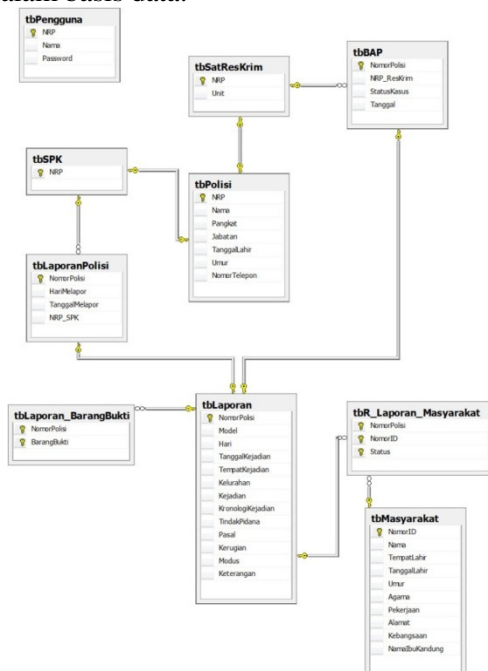 dalam basis data.
tbPengguna
NRP
Nama
Password
tbSatResKrim
NRP
Unit
tbBAP
NomorPolisi
NRP_ResKrim
StatusKasus
Tanggal
tbSPK
NRP
tbPolisi
NRP
Nama
Pangkat
Jabatan
TanggalLahir
Umur
NomorTelepon
tbLaporanPolisi
NomorPolisi
HariMelapor
TanggalMelapor
NRP_SPK
tbLaporan_BarangBukti
NomorPolisi
BarangBukti
tbLaporan
NomorPolisi
Model
Hari
TanggalKejadian
TempatKejadian
Kelurahan
Kejadian
KronologiKejadian
TindakPidana
Pasal
Kerugian
Modus
Keterangan
tbR_Laporan_Masyarakat
NomorPolisi
NomorID
Status
tbMasyarakat
NomorID
Nama
TempatLahir
TanggalLahir
Umur
Agama
Pekerjaan
Alamat
Kebangsaan
NamaIbuKandung